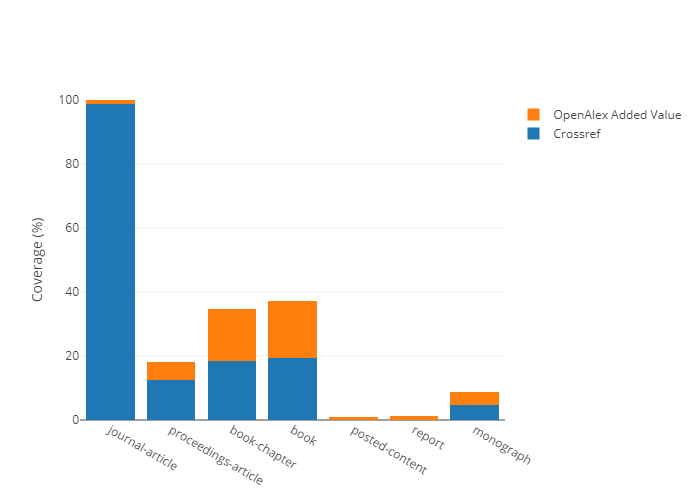 100
80
60
40
20
0
Coverage (%)
journal-article
proceedings-article
book-chapter
book
posted-content
report
monograph
OpenAlex Added Value
Crossref